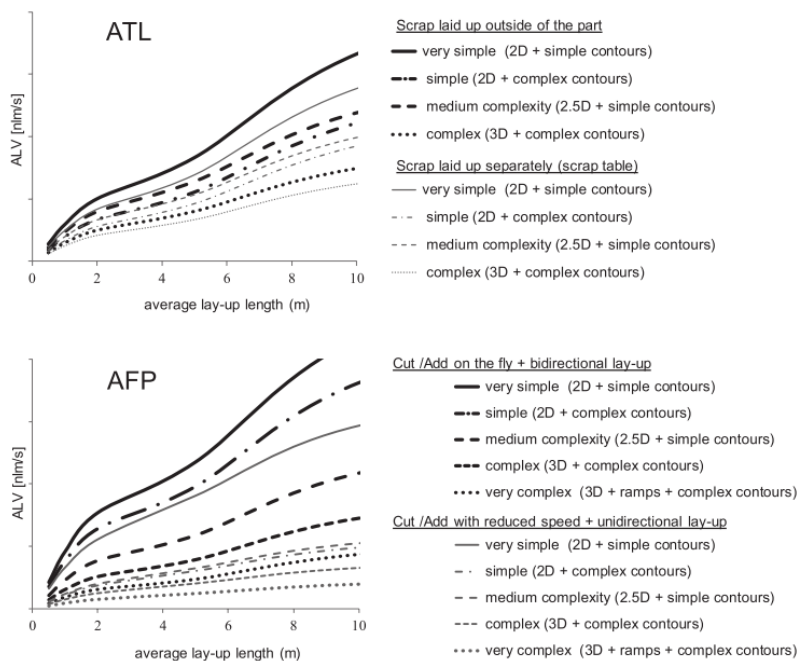 ATL
ALV [nlm/s]
0 2 4 6 8 10
average lay-up length (m)
Scrap laid up outside of the part
very simple (2D + simple contours)
simple (2D + complex contours)
medium complexity (2.5D + simple contours)
complex (3D + complex contours)
Scrap laid up separately (scrap table)
very simple (2D + simple contours)
simple (2D + complex contours)
medium complexity (2.5D + simple contours)
complex (3D + complex contours)
AFP
ALV [nlm/s]
0 2 4 6 8 10
average lay-up length (m)
Cut /Add on the fly + bidirectional lay-up
very simple (2D + simple contours)
simple (2D + complex contours)
medium complexity (2.5D + simple contours)
complex (3D + complex contours)
very complex (3D + ramps + complex contours)
Cut /Add with reduced speed + unidirectional lay-up
very simple (2D + simple contours)
simple (2D + complex contours)
medium complexity (2.5D + simple contours)
complex (3D + complex contours)
very complex (3D + ramps + complex contours)